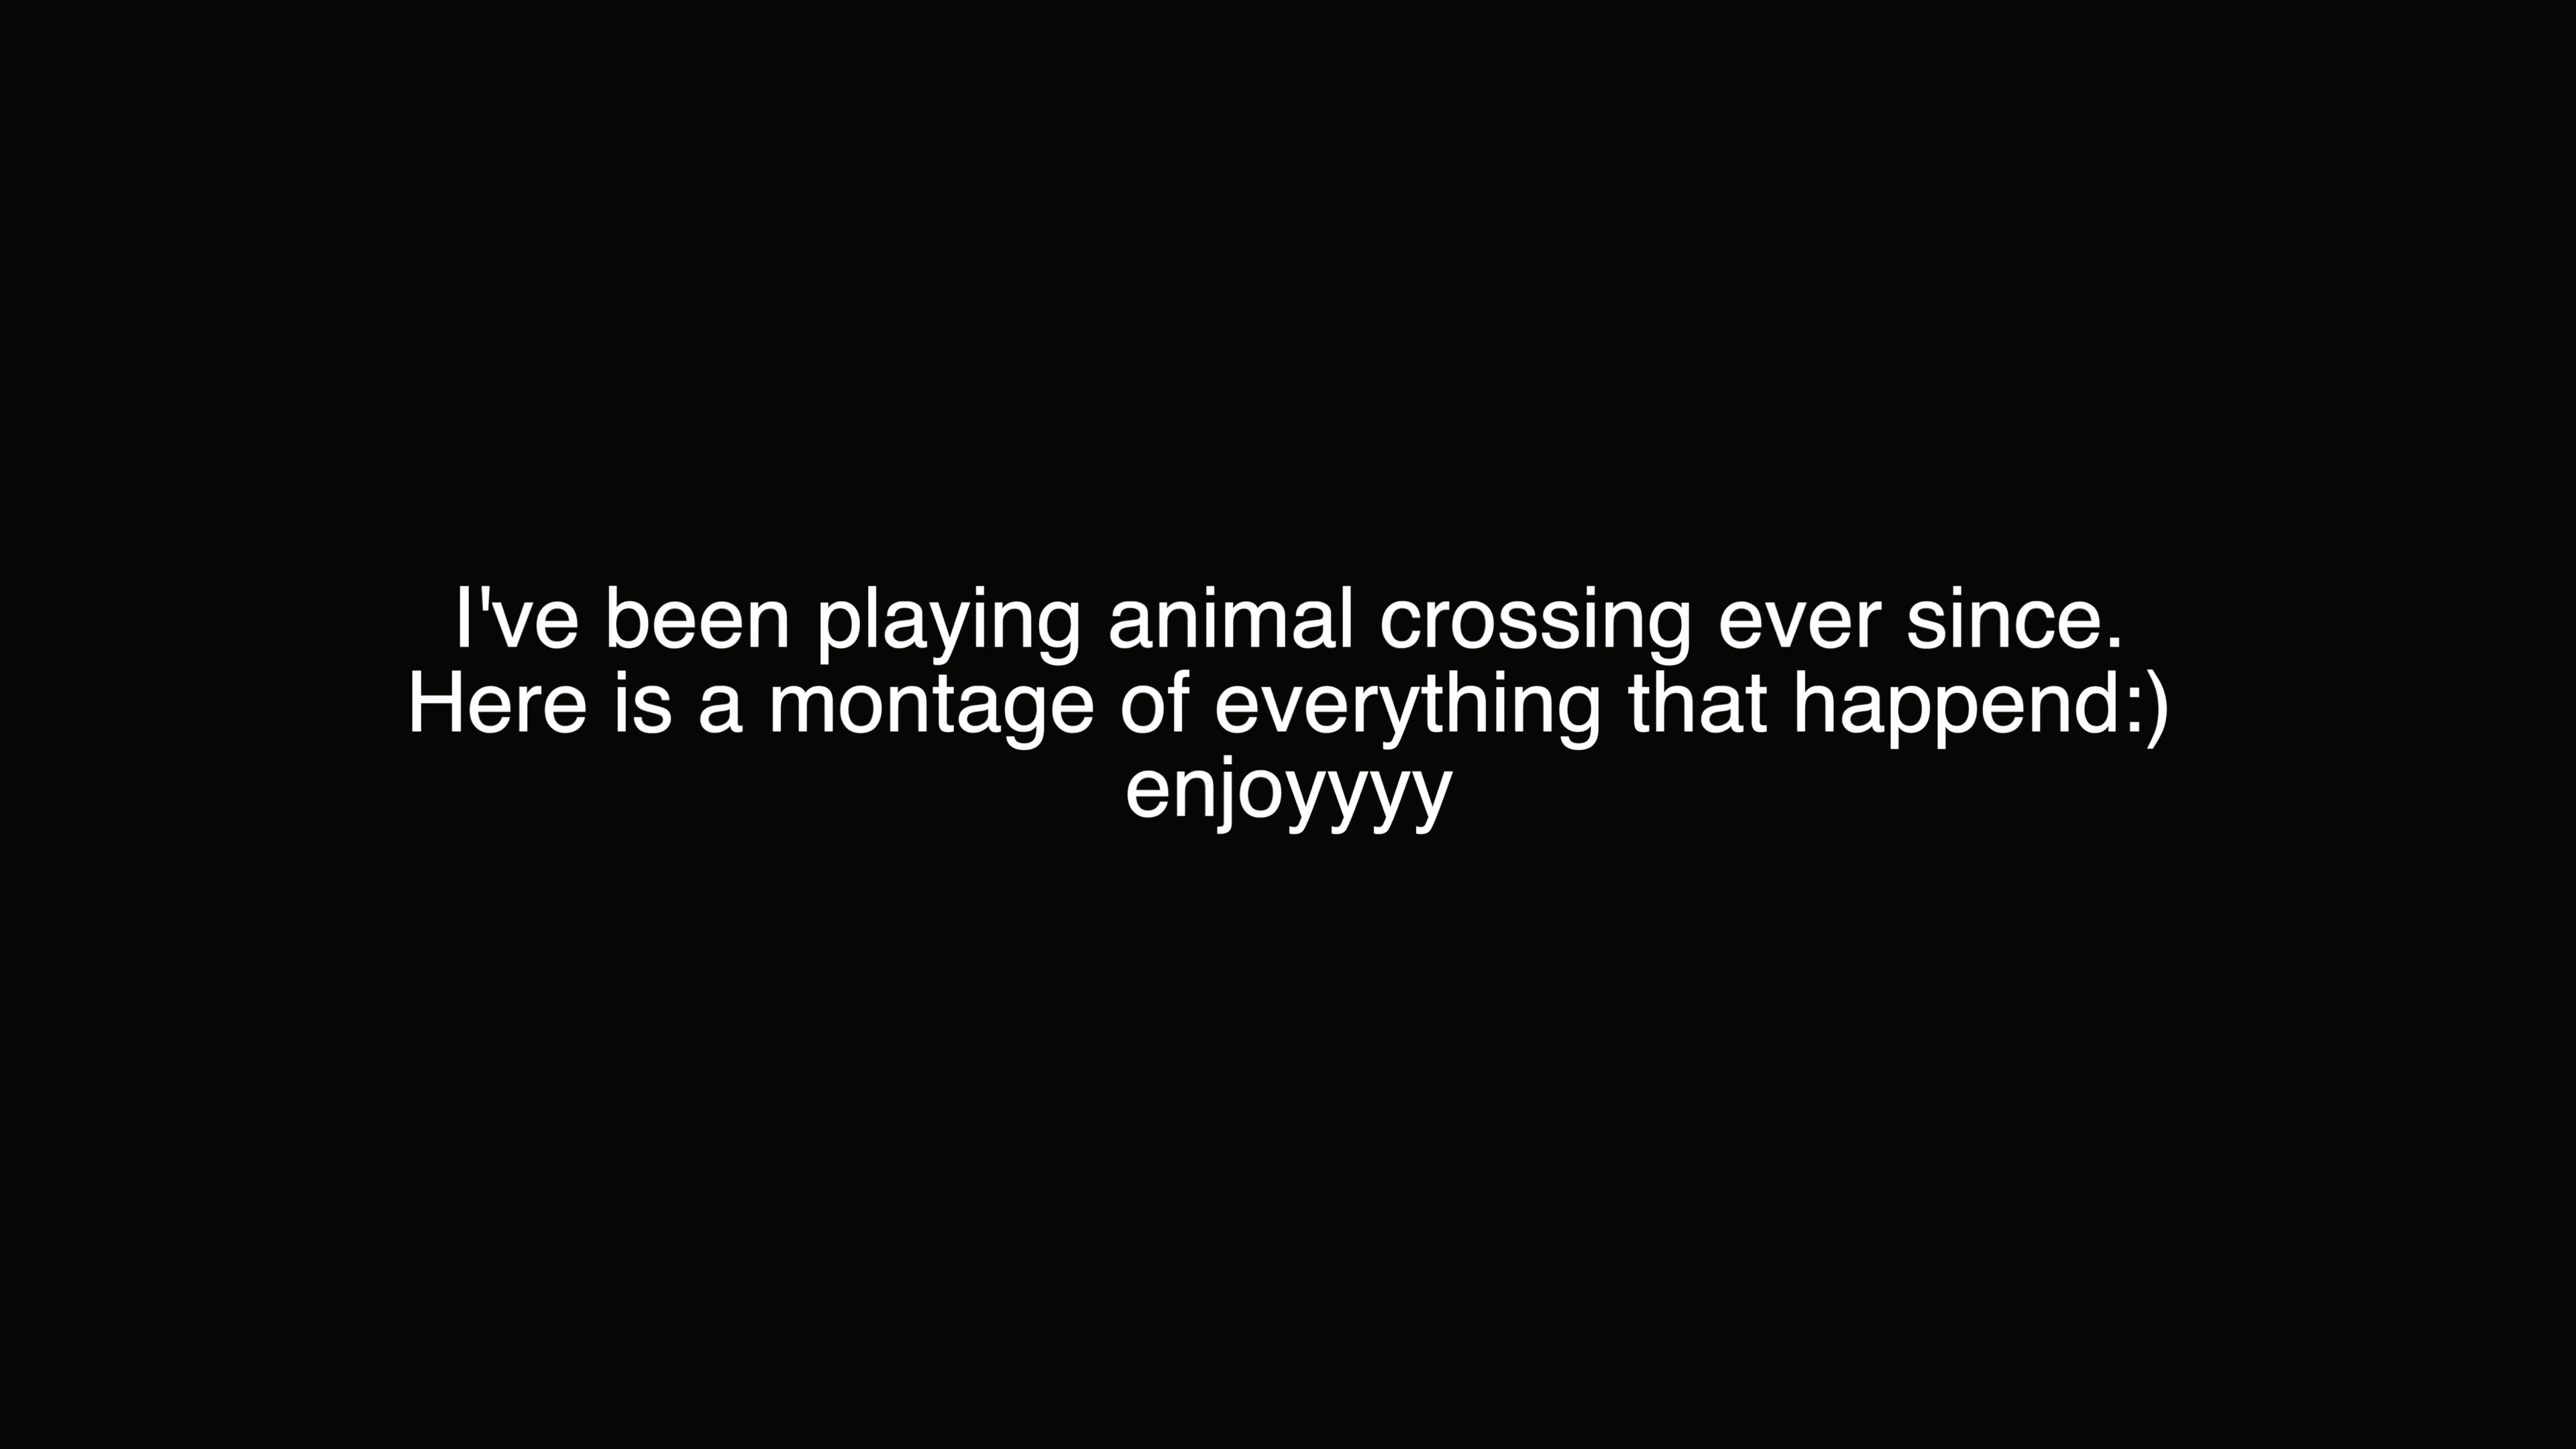 I've been playing animal crossing ever since.
Here is a montage of everything that happend:)
enjoyyyy